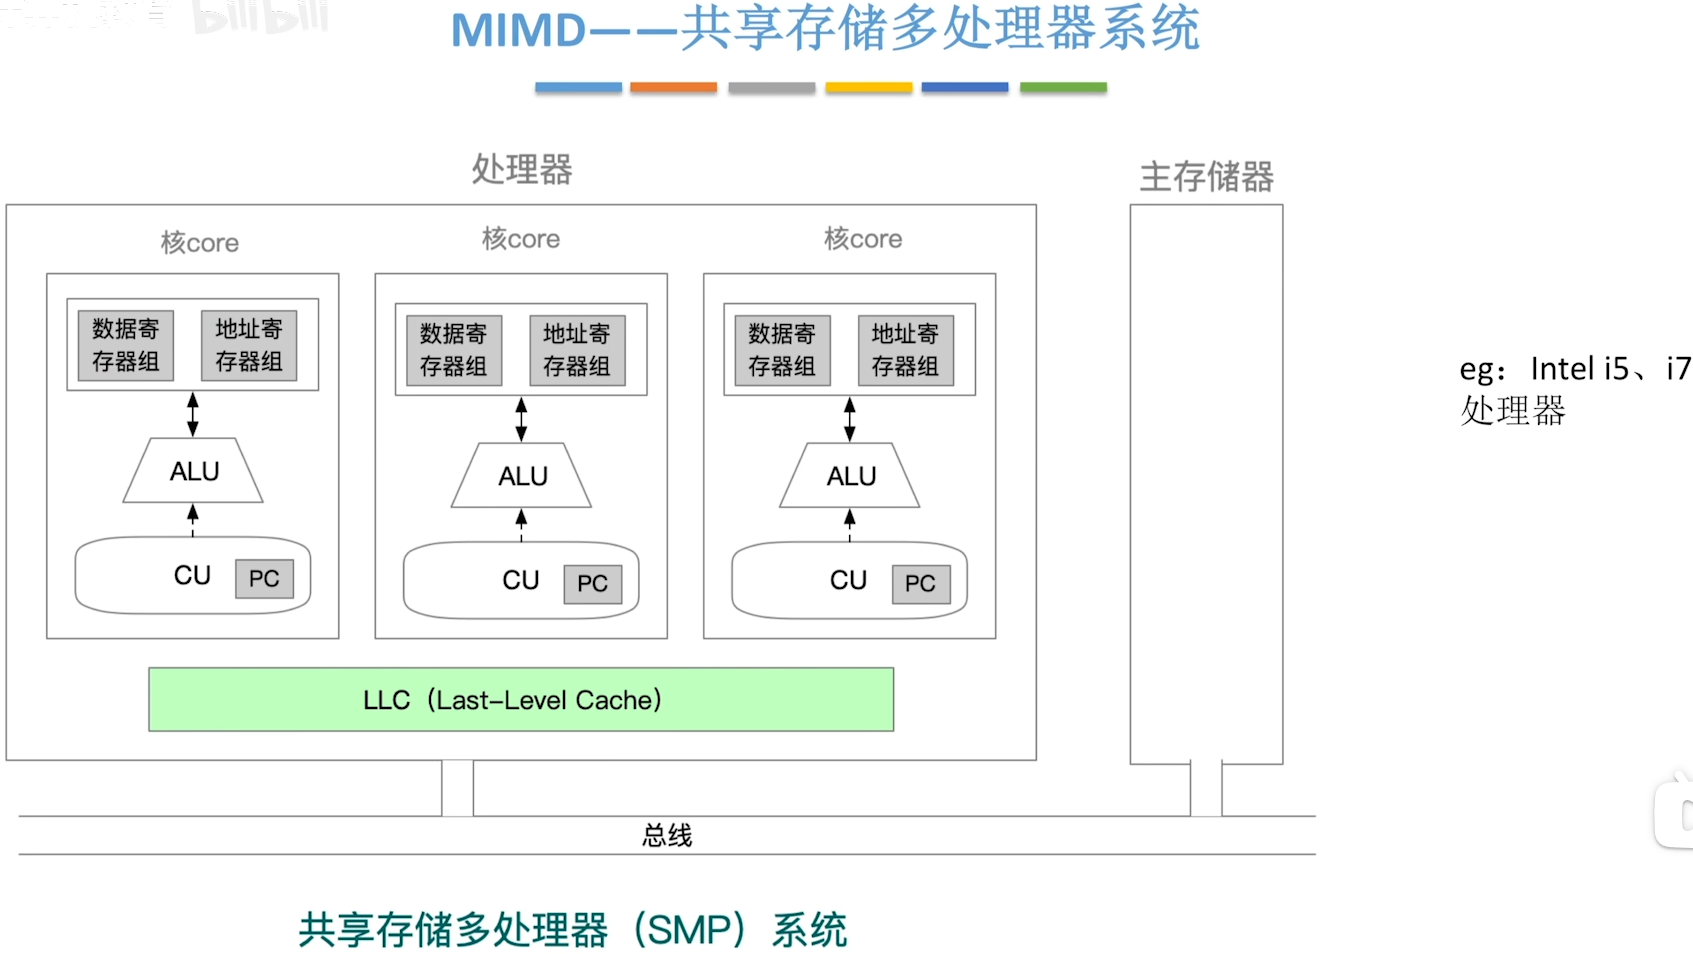 bilibili
MIMD——共享存储多处理器系统
处理器
主存储器
核core
核core
核core
数据寄
存器组
地址寄
存器组
数据寄
存器组
地址寄
存器组
数据寄
存器组
地址寄
存器组
ALU
ALU
ALU
CU
PC
CU
PC
CU
PC
LLC（Last-Level Cache）
总线
eg：Intel i5、i7
处理器
共享存储多处理器（SMP）系统